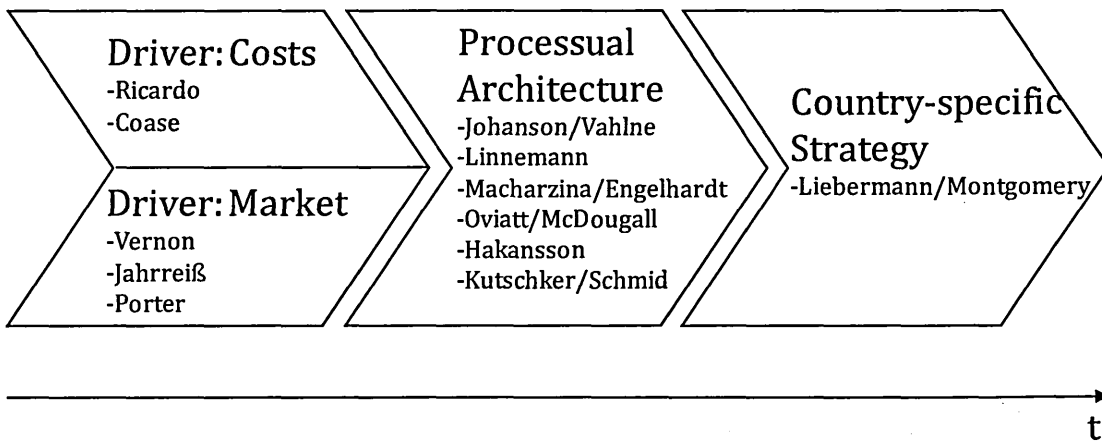 Driver: Costs
-Ricardo
-Coase
Driver: Market
-Vernon
-Jahrreiß
-Porter
Processual
Architecture
-Johanson/Vahlne
-Linnemann
-Macharzina/Engelhardt
-Oviatt/McDougall
-Hakansson
-Kutschker/Schmid
Country-specific
Strategy
-Liebermann/Montgomery
t